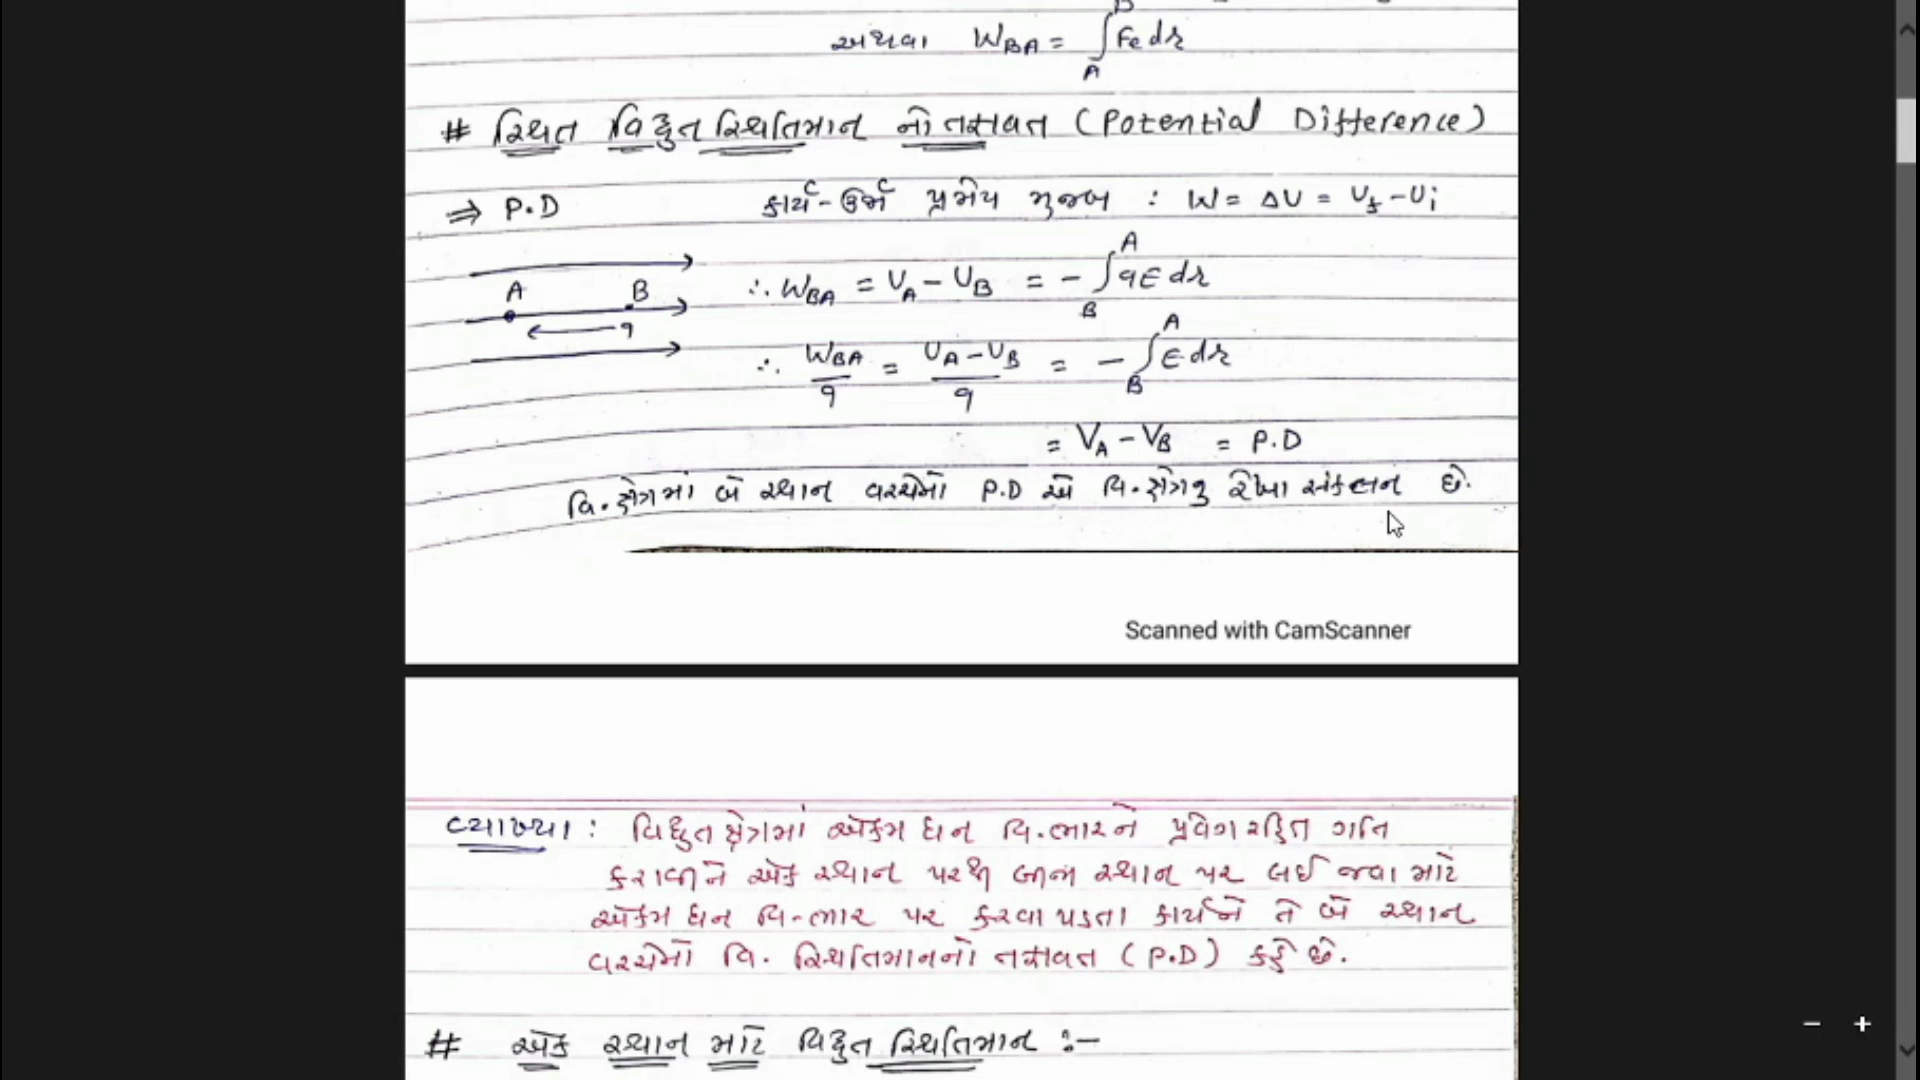 અથવા W_BA = ∫_A^B Fe dr
# સ્થિત વિદ્યુત સ્થિતિમાન નો તફાવત (Potential Difference)
⇒ P.D કાર્ય-ઉર્જા પ્રમેય મુજબ : W = ΔU = U_f - U_i
A B
q
∴ W_BA = U_A - U_B = - ∫_B^A qE dr
∴ W_BA/q = (U_A - U_B)/q = - ∫_B^A E dr
= V_A - V_B = P.D
વિ. ક્ષેત્રમાં બે સ્થાન વચ્ચેનો P.D એ વિ. ક્ષેત્રનુ રેખા સંકલન છે.
Scanned with CamScanner
વ્યાખ્યા : વિદ્યુત ક્ષેત્રમાં એકમ ધન વિ. ભારને પ્રવેગ રહિત ગતિ
કરાવીને એક સ્થાન પરથી બીજા સ્થાન પર લઈ જવા માટે
એકમ ધન વિ. ભાર પર કરવા પડતા કાર્યને તે બે સ્થાન
વચ્ચેનો વિ. સ્થિતિમાનનો તફાવત (P.D) કહે છે.
# એક સ્થાન માટે વિદ્યુત સ્થિતિમાન :-